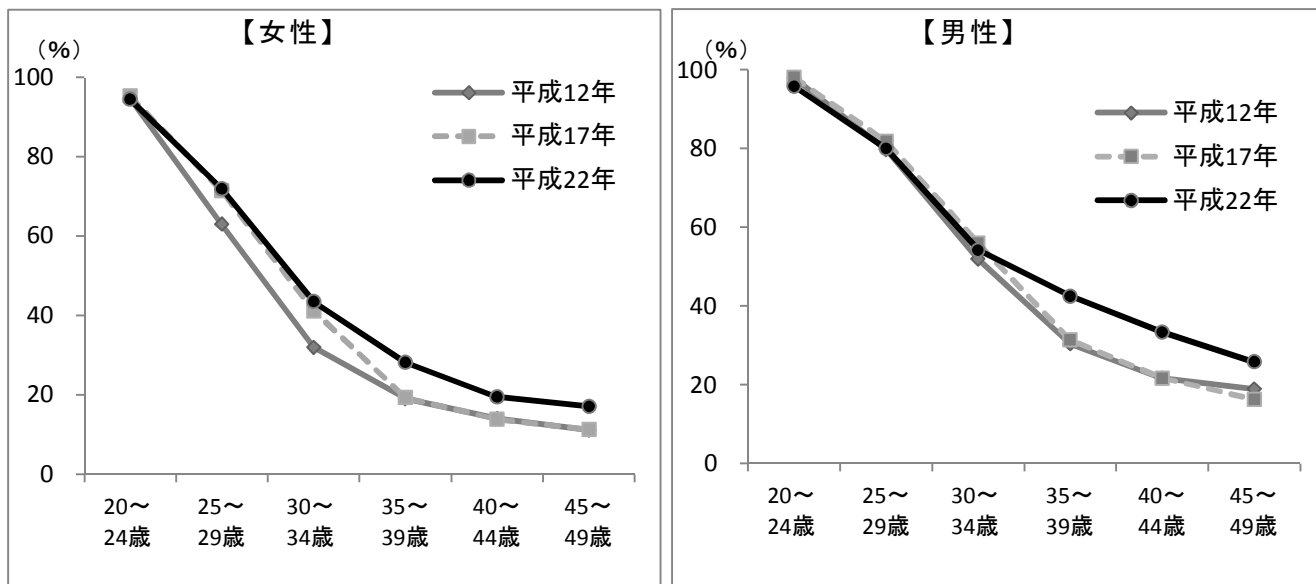 【女性】
（%）
100
80
60
40
20
0
平成12年
平成17年
平成22年
20～
24歳
25～
29歳
30～
34歳
35～
39歳
40～
44歳
45～
49歳
【男性】
（%）
100
80
60
40
20
0
平成12年
平成17年
平成22年
20～
24歳
25～
29歳
30～
34歳
35～
39歳
40～
44歳
45～
49歳